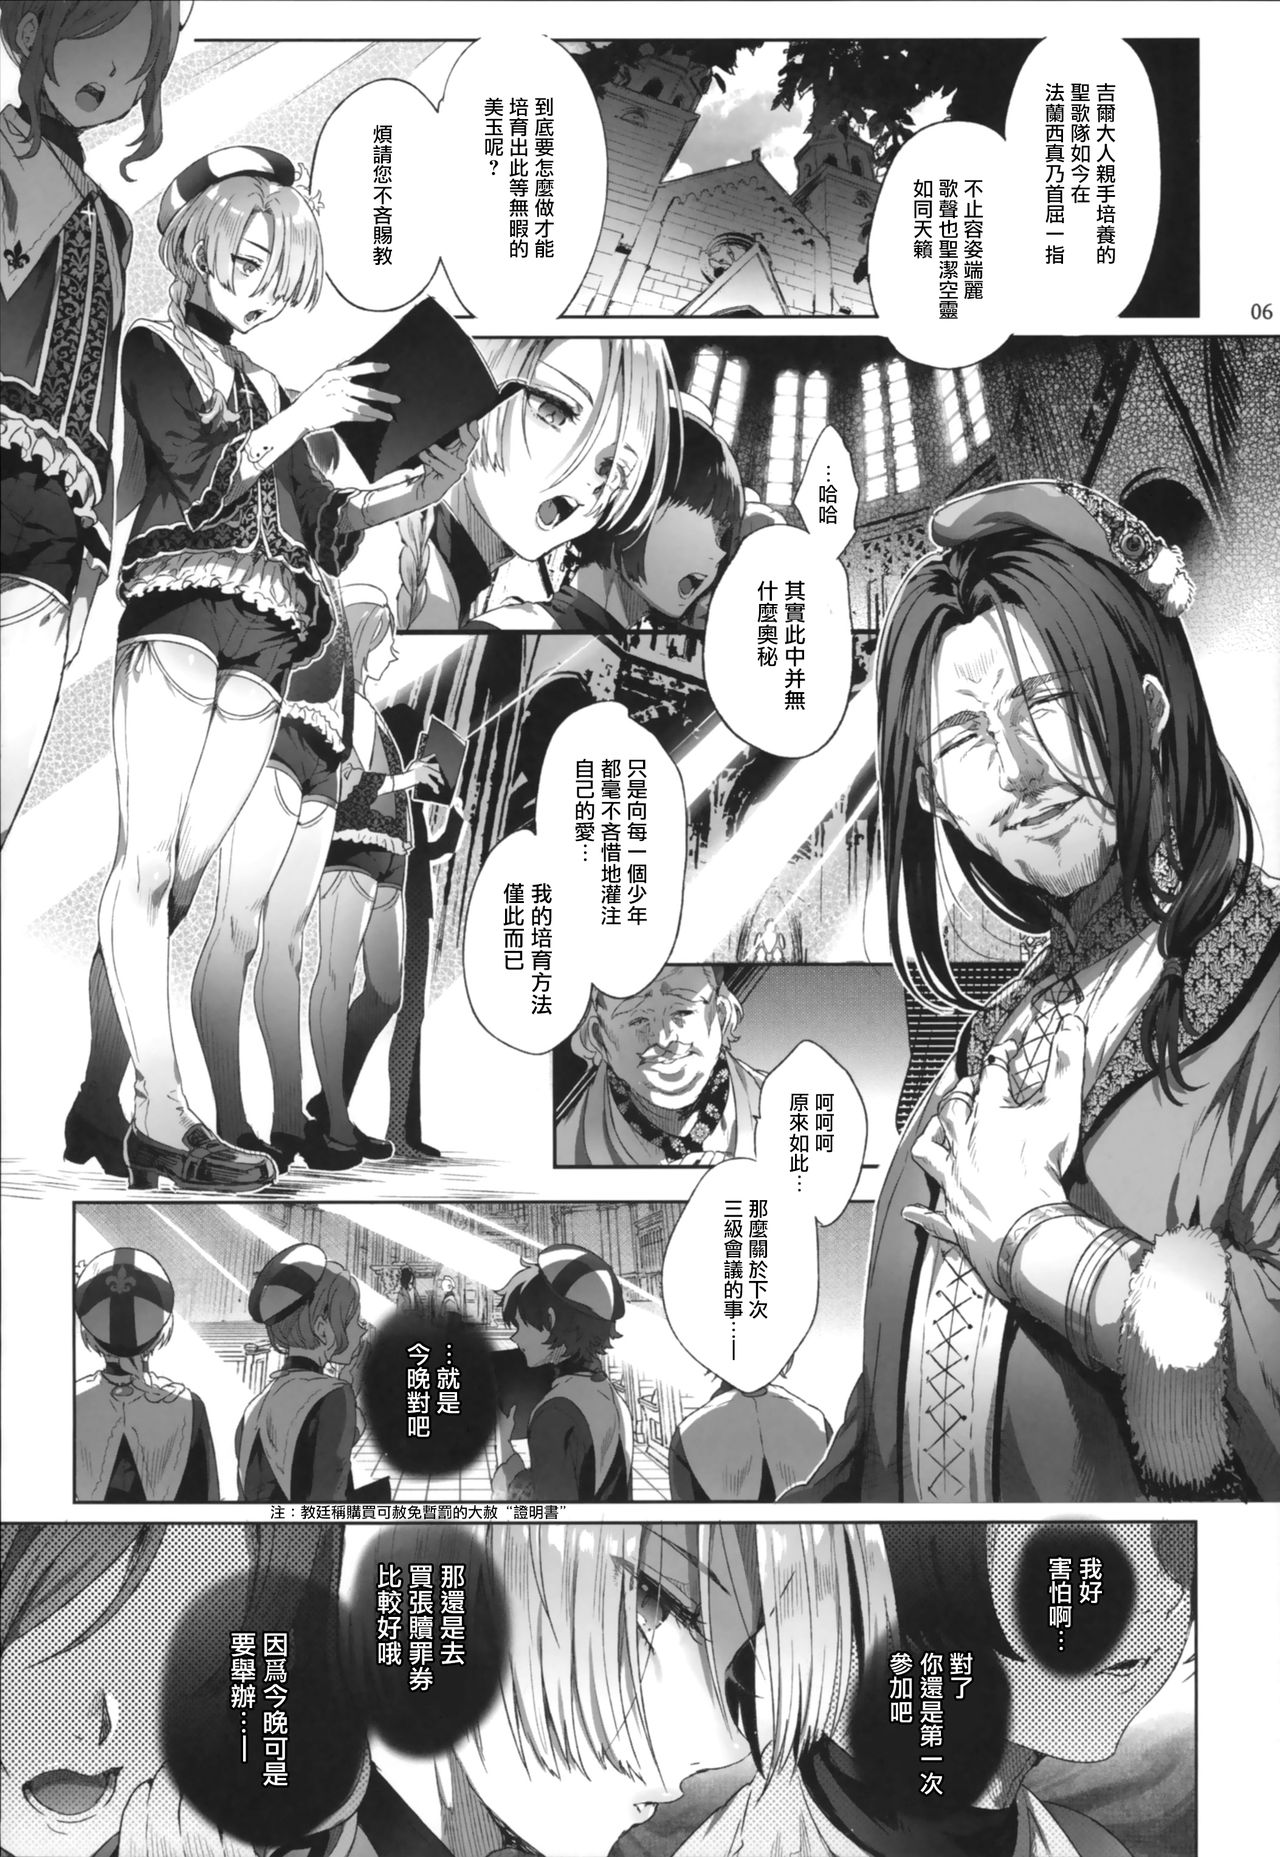 吉爾大人親手培養的
聖歌隊如今在
法蘭西真乃首屈一指
不止容姿端麗
歌聲也聖潔空靈
如同天籟
到底要怎麼做才能
培育出此等無暇的
美玉呢？
煩請您不吝賜教
06
…哈哈
其實此中并無
什麼奧秘
只是向每一個少年
都毫不吝惜地灌注
自己的愛…
我的培育方法
僅此而已
呵呵呵
原來如此…
那麼關於下次
三級會議的事…—
…就是
今晚對吧
注：教廷稱購買可赦免暫罰的大赦“證明書”
我好
害怕啊…
對了
你還是第一次
參加吧
那還是去
買張贖罪券
比較好哦
因爲今晚可是
要舉辦…—